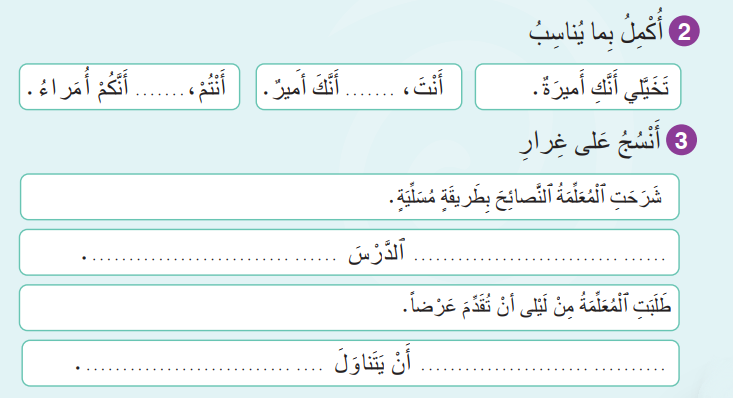 2 أُكْمِلُ بِما يُناسِبُ
تَخَيَّلي أَنَّكِ أَميرَةٌ. أَنْتَ، ....... أَنَّكَ أَميرٌ. أَنْتُمْ، ....... أَنَّكُمْ أُمَراءُ.
3 أَنْسُجُ عَلى غِرارِ
شَرَحَتِ ٱلْمُعَلِّمَةُ ٱلنَّصائِحَ بِطَريقَةٍ مُسَلِّيَةٍ.
...... ............................ ٱلدَّرْسَ ...... ............................ .
طَلَبَتِ ٱلْمُعَلِّمَةُ مِنْ لَيْلى أنْ تُقَدِّمَ عَرْضاً.
.......... ........................ أَنْ يَتَناوَلَ .... ............................ .